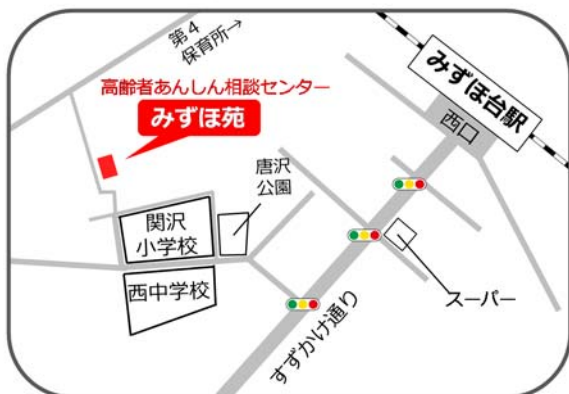 第4
保育所→
高齢者あんしん相談センター
みずほ苑
みずほ台駅
西口
唐沢
公園
関沢
小学校
西中学校
スーパー
すずかけ通り